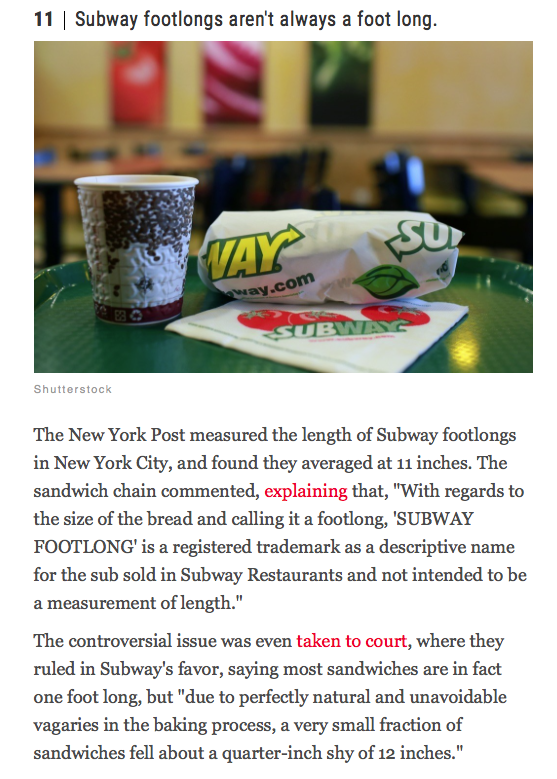 11 | Subway footlongs aren't always a foot long.
WAY
SU
way.com
SUBWAY
Shutterstock
The New York Post measured the length of Subway footlongs
in New York City, and found they averaged at 11 inches. The
sandwich chain commented, explaining that, "With regards to
the size of the bread and calling it a footlong, 'SUBWAY
FOOTLONG' is a registered trademark as a descriptive name
for the sub sold in Subway Restaurants and not intended to be
a measurement of length."
The controversial issue was even taken to court, where they
ruled in Subway's favor, saying most sandwiches are in fact
one foot long, but "due to perfectly natural and unavoidable
vagaries in the baking process, a very small fraction of
sandwiches fell about a quarter-inch shy of 12 inches."